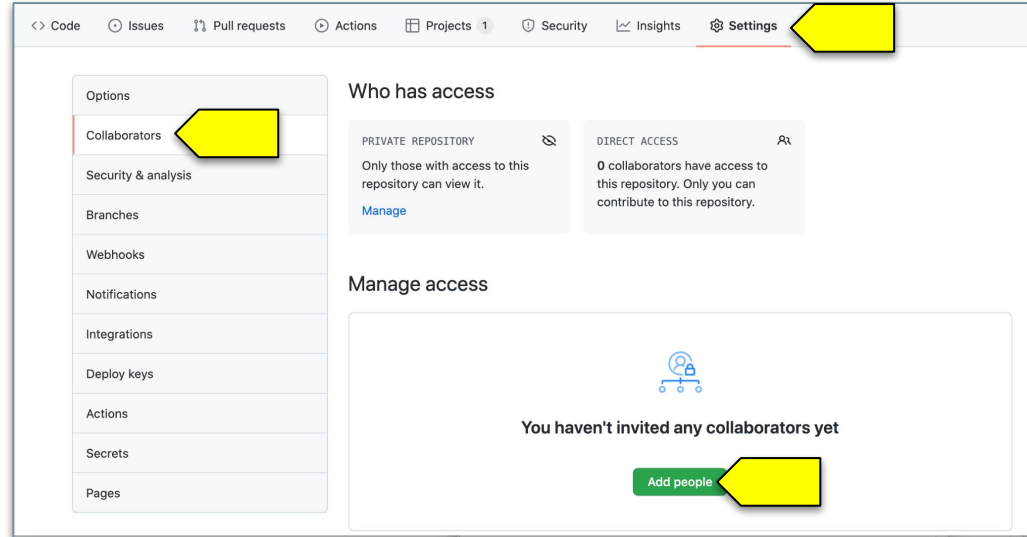 <> Code Issues Pull requests Actions Projects 1 Security Insights Settings
Options
Collaborators
Security & analysis
Branches
Webhooks
Notifications
Integrations
Deploy keys
Actions
Secrets
Pages
Who has access
PRIVATE REPOSITORY
Only those with access to this
repository can view it.
Manage
DIRECT ACCESS
0 collaborators have access to
this repository. Only you can
contribute to this repository.
Manage access
You haven't invited any collaborators yet
Add people